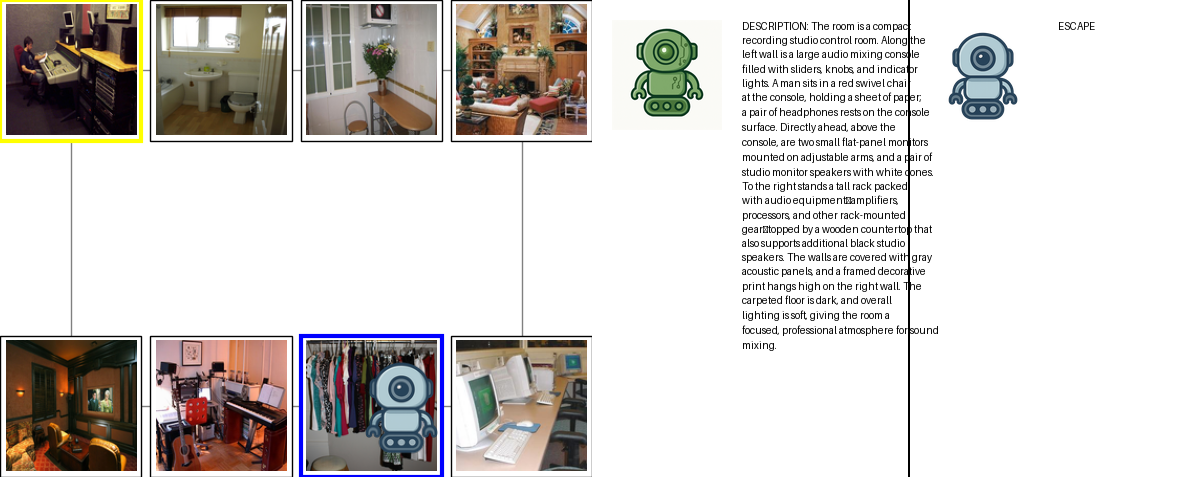 DESCRIPTION: The room is a compact
recording studio control room. Along the
left wall is a large audio mixing console
filled with sliders, knobs, and indicator
lights. A man sits in a red swivel chair
at the console, holding a sheet of paper;
a pair of headphones rests on the console
surface. Directly ahead, above the
console, are two small flat-panel monitors
mounted on adjustable arms, and a pair of
studio monitor speakers with white cones.
To the right stands a tall rack packed
with audio equipment▯amplifiers,
processors, and other rack-mounted
gear▯topped by a wooden countertop that
also supports additional black studio
speakers. The walls are covered with gray
acoustic panels, and a framed decorative
print hangs high on the right wall. The
carpeted floor is dark, and overall
lighting is soft, giving the room a
focused, professional atmosphere for sound
mixing.
ESCAPE